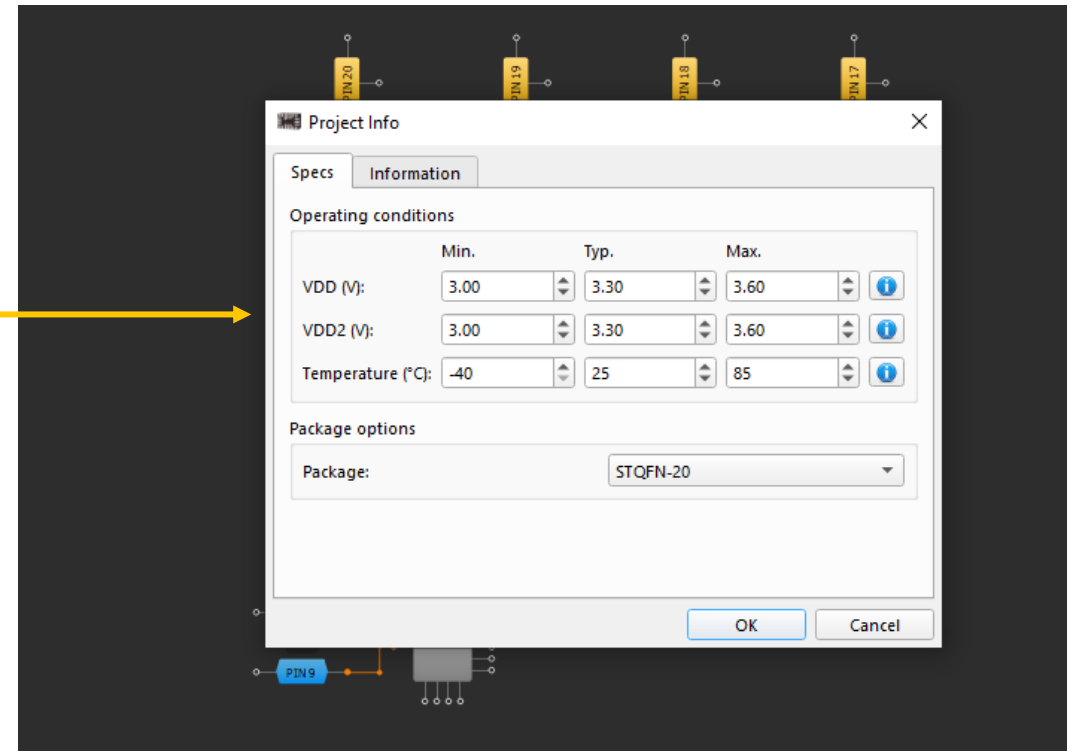 PIN 20
PIN 19
PIN 18
PIN 17
Project Info
Specs Information
Operating conditions
Min. Typ. Max.
VDD (V): 3.00 3.30 3.60
VDD2 (V): 3.00 3.30 3.60
Temperature (°C): -40 25 85
Package options
Package: STQFN-20
OK Cancel
PIN 9